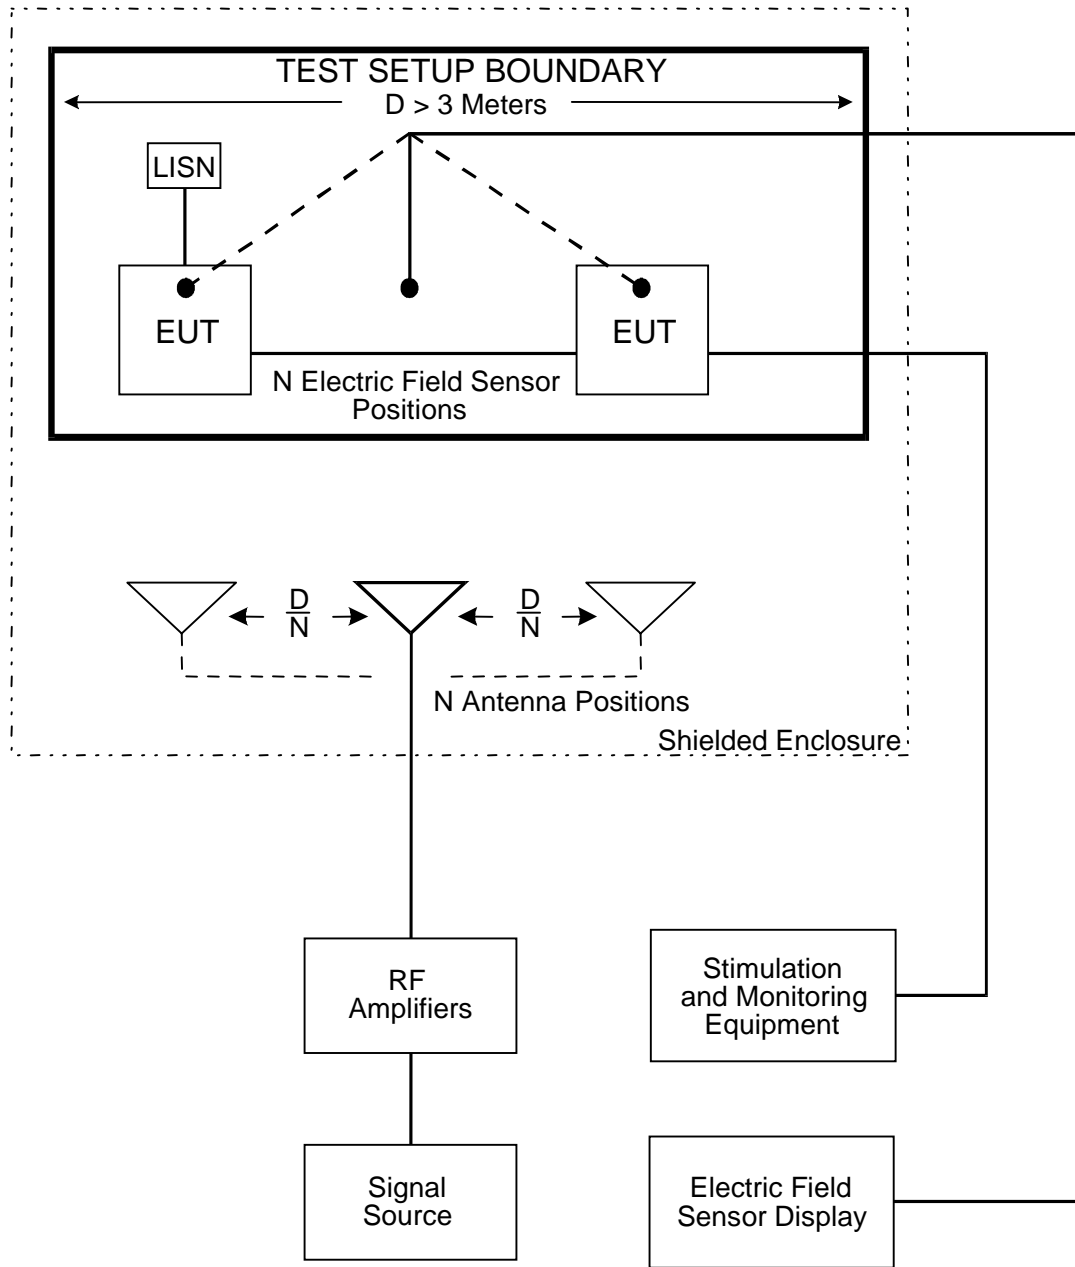 TEST SETUP BOUNDARY
D > 3 Meters
LISN
EUT
EUT
N Electric Field Sensor
Positions
D
N
D
N
N Antenna Positions
Shielded Enclosure
RF
Amplifiers
Stimulation
and Monitoring
Equipment
Signal
Source
Electric Field
Sensor Display